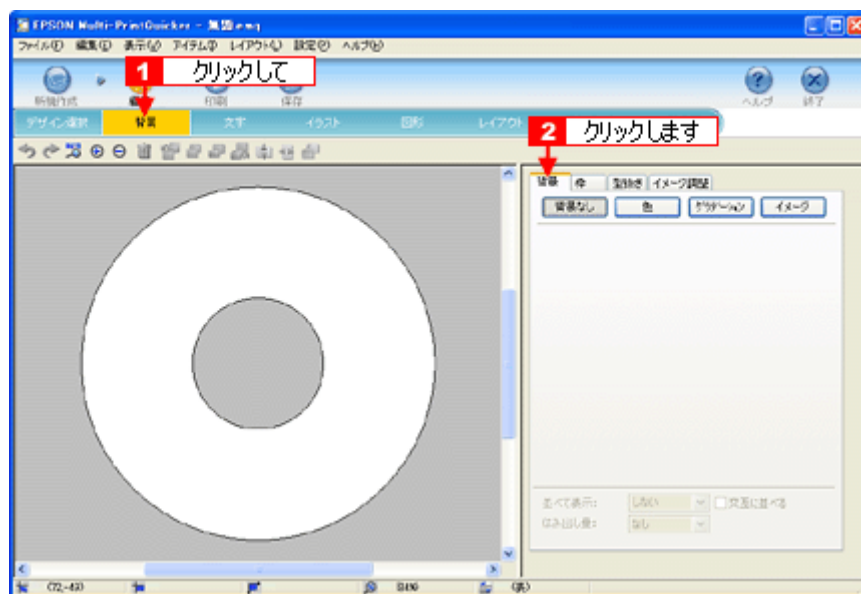 EPSON Multi-PrintQuicker - 無題.emq
ファイル(F) 編集(E) 表示(V) アイテム(I) レイアウト(L) 設定(P) ヘルプ(H)
1 クリックして
新規作成 印刷 保存 ヘルプ 終了
デザイン選択 背景 文字 イラスト 図形 レイアウト
2 クリックします
背景 枠 型抜き イメージ調整
背景なし 色 グラデーション イメージ
並べて表示: しない 交互に並べる
はみ出し量: なし
(表)